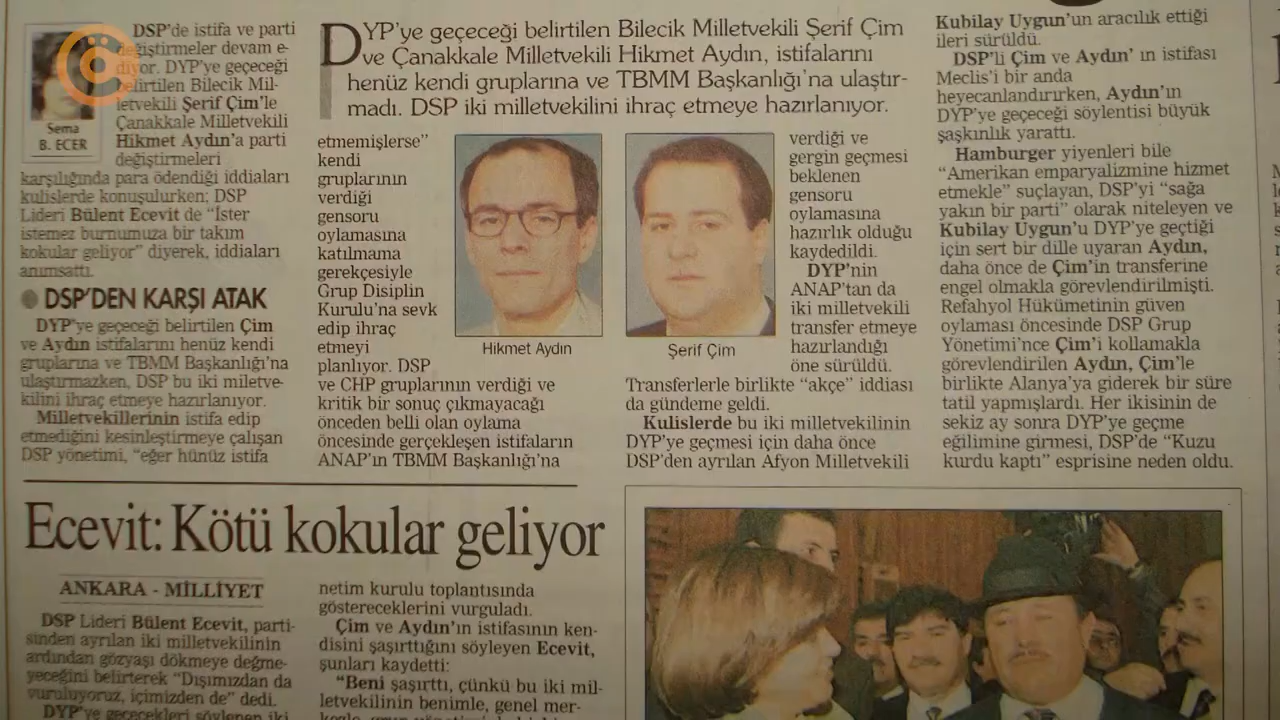 DYP'ye geçeceği belirtilen Bilecik Milletvekili Şerif Çim
ve Çanakkale Milletvekili Hikmet Aydın, istifalarını
henüz kendi gruplarına ve TBMM Başkanlığı'na ulaştır-
madı. DSP iki milletvekilini ihraç etmeye hazırlanıyor.
Sema
B. ECER
DSP'de istifa ve parti
değiştirmeler devam e-
diyor. DYP'ye geçeceği
belirtilen Bilecik Mil-
letvekili Şerif Çim'le
Çanakkale Milletvekili
Hikmet Aydın'a parti
değiştirmeleri
karşılığında para ödendiği iddiaları
kulislerde konuşulurken; DSP
Lideri Bülent Ecevit de “İster
istemez burnumuza bir takım
kokular geliyor” diyerek, iddiaları
anımsattı.
DSP'DEN KARŞI ATAK
DYP'ye geçeceği belirtilen Çim
ve Aydın istifalarını henüz kendi
gruplarına ve TBMM Başkanlığı'na
ulaştırmazken, DSP bu iki miletve-
kilini ihraç etmeye hazırlanıyor.
Milletvekillerinin istifa edip
etmediğini kesinleştirmeye çalışan
DSP yönetimi, “eğer hünüz istifa
etmemişlerse”
kendi
gruplarının
verdiği
gensoru
oylamasına
katılmama
gerekçesiyle
Grup Disiplin
Kurulu'na sevk
edip ihraç
etmeyi
planlıyor. DSP
ve CHP gruplarının verdiği ve
kritik bir sonuç çıkmayacağı
önceden belli olan oylama
öncesinde gerçekleşen istifaların
ANAP'ın TBMM Başkanlığı'na
Hikmet Aydın
Şerif Çim
verdiği ve
gergin geçmesi
beklenen
gensoru
oylamasına
hazırlık olduğu
kaydedildi.
DYP'nin
ANAP'tan da
iki milletvekili
transfer etmeye
hazırlandığı
öne sürüldü.
Transferlerle birlikte “akçe” iddiası
da gündeme geldi.
Kulislerde bu iki milletvekilinin
DYP'ye geçmesi için daha önce
DSP'den ayrılan Afyon Milletvekili
Kubilay Uygun'un aracılık ettiği
ileri sürüldü.
DSP'li Çim ve Aydın' ın istifası
Meclis'i bir anda
heyecanlandırırken, Aydın'ın
DYP'ye geçeceği söylentisi büyük
şaşkınlık yarattı.
Hamburger yiyenleri bile
“Amerikan emparyalizmine hizmet
etmekle” suçlayan, DSP'yi “sağa
yakın bir parti” olarak niteleyen ve
Kubilay Uygun'u DYP'ye geçtiği
için sert bir dille uyaran Aydın,
daha önce de Çim'in transferine
engel olmakla görevlendirilmişti.
Refahyol Hükümetinin güven
oylaması öncesinde DSP Grup
Yönetimi'nce Çim'i kollamakla
görevlendirilen Aydın, Çim'le
birlikte Alanya'ya giderek bir süre
tatil yapmışlardı. Her ikisinin de
sekiz ay sonra DYP'ye geçme
eğilimine girmesi, DSP'de “Kuzu
kurdu kaptı” esprisine neden oldu.
Ecevit: Kötü kokular geliyor
ANKARA - MİLLİYET
DSP Lideri Bülent Ecevit, parti-
sinden ayrılan iki milletvekilinin
ardından gözyaşı dökmeye değme-
yeceğini belirterek “Dışımızdan da
vuruluyoruz, içimizden de” dedi.
DYP'ye geçecekleri söylenen iki
netim kurulu toplantısında
göstereceklerini vurguladı.
Çim ve Aydın'ın istifasının ken-
disini şaşırttığını söyleyen Ecevit,
şunları kaydetti:
“Beni şaşırttı, çünkü bu iki mil-
letvekilinin benimle, genel mer-